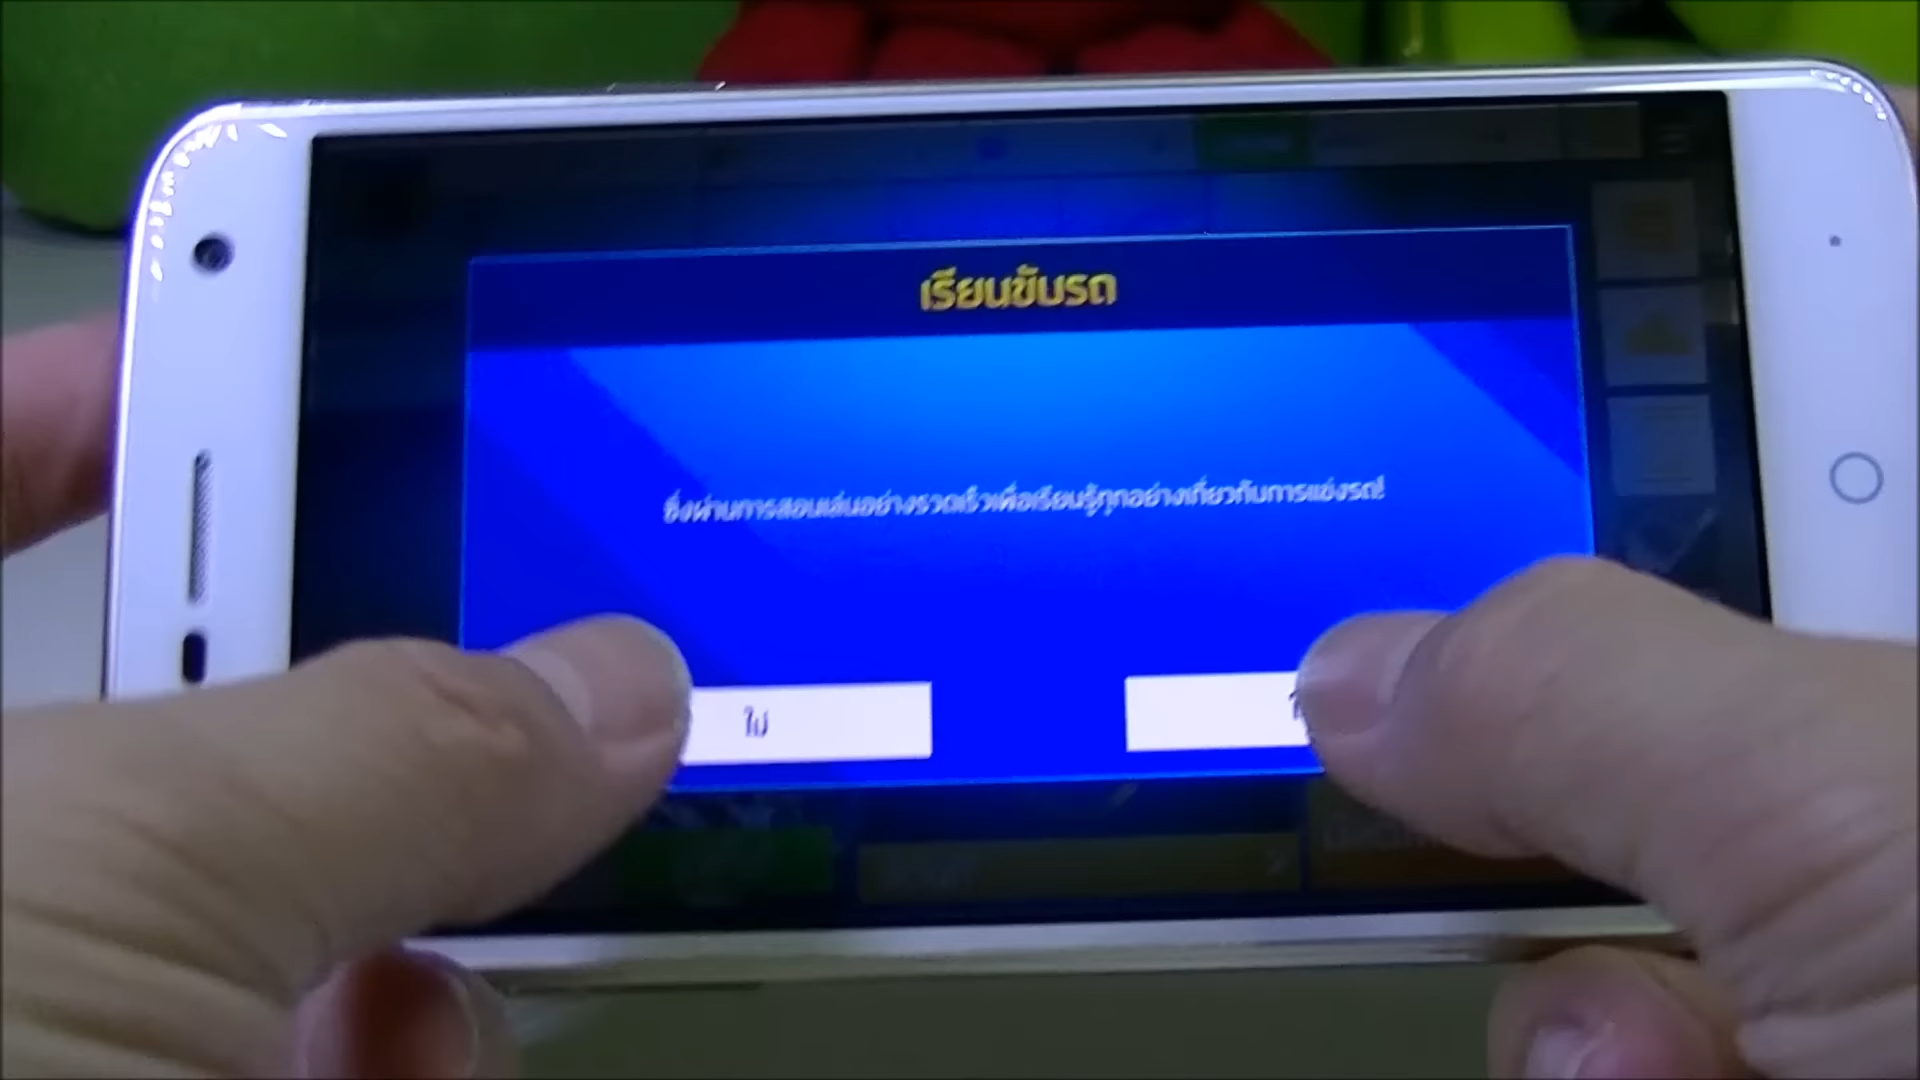 เรียนขับรถ
ซิ่งผ่านการสอนเล่นอย่างรวดเร็วเพื่อเรียนรู้ทุกอย่างเกี่ยวกับการแข่งรถ!
ไม่